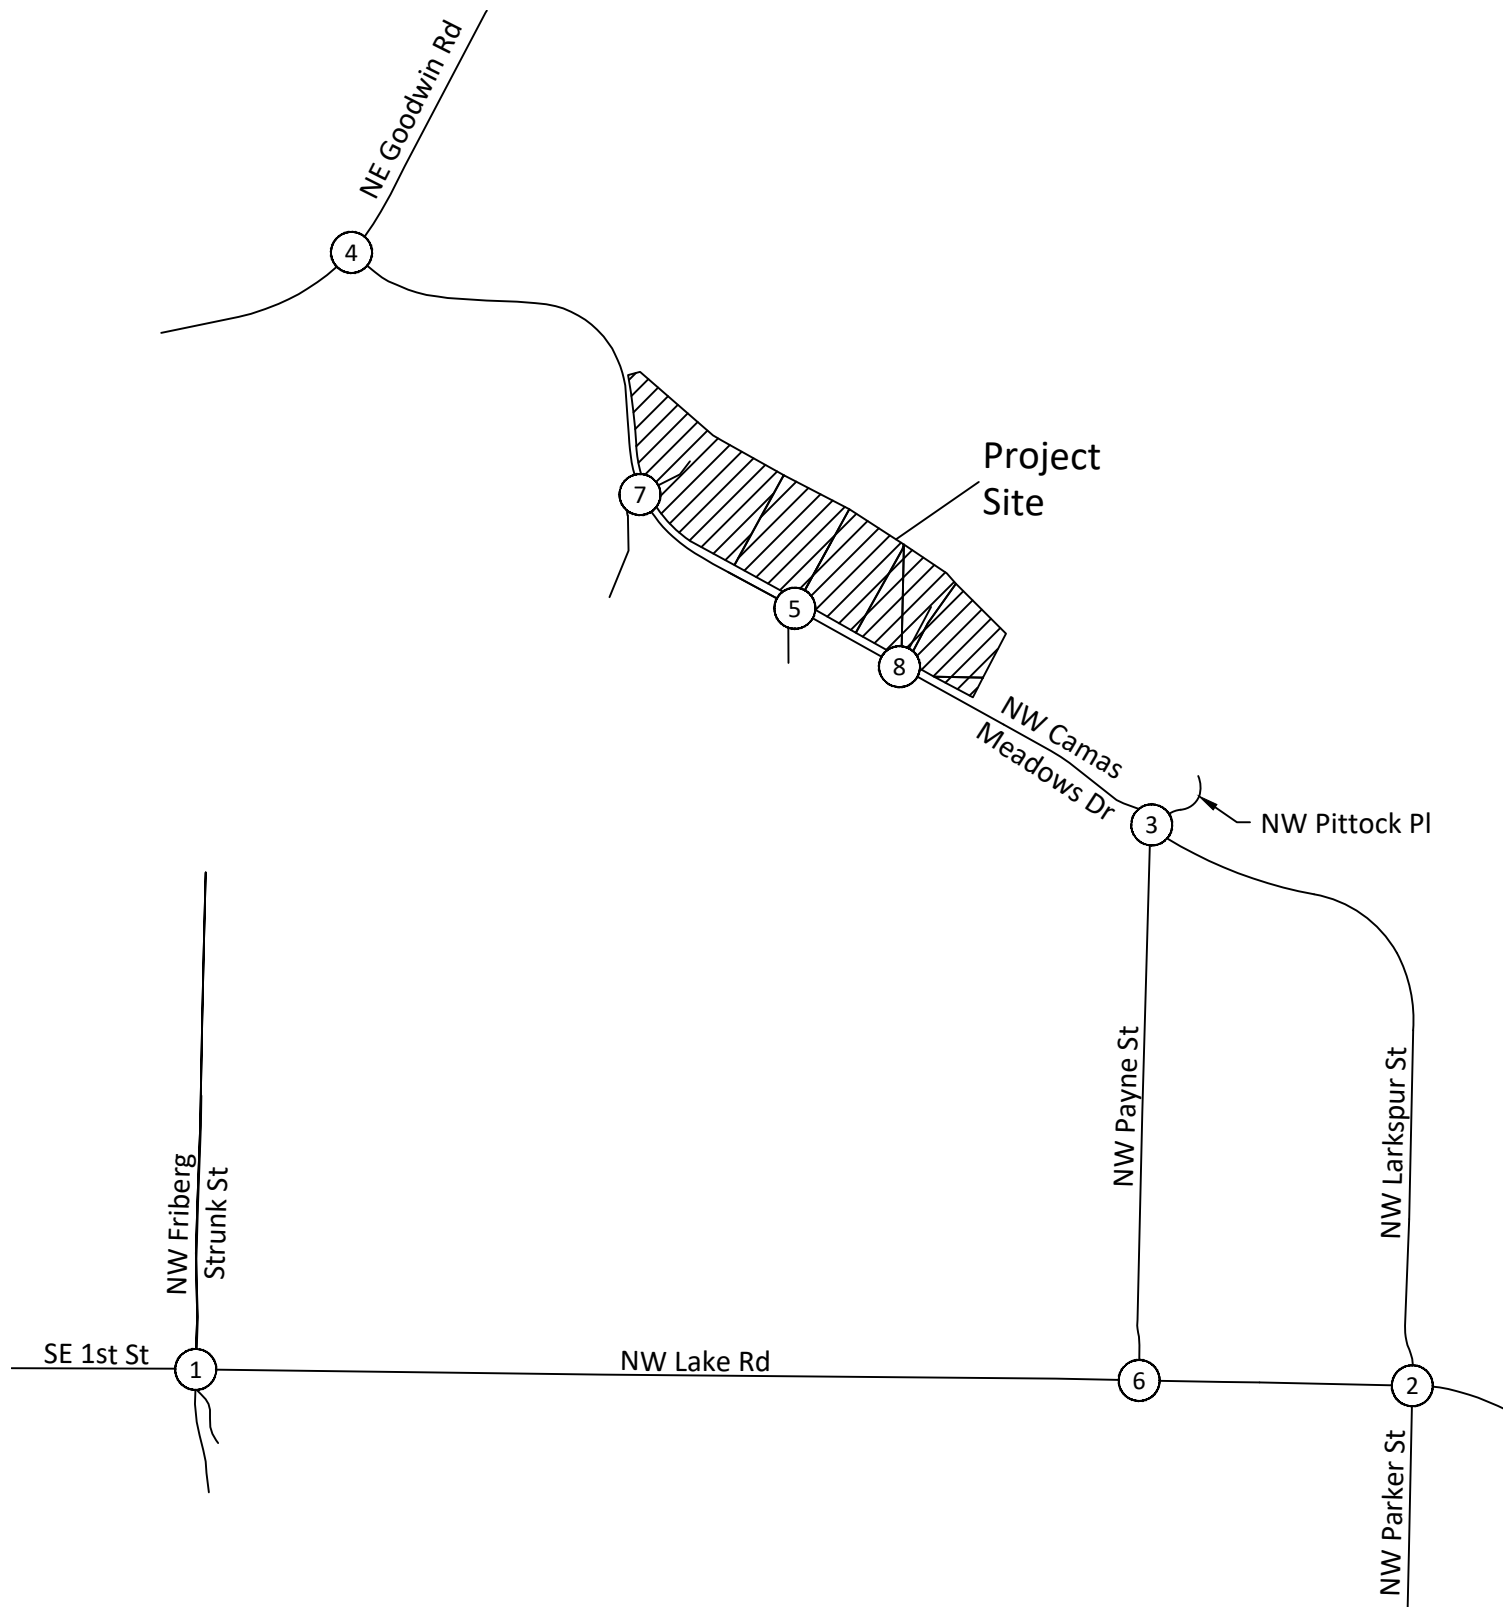 NE Goodwin Rd
4
Project
Site
7
5
8
NW Camas
Meadows Dr
3
NW Pittock Pl
NW Payne St
NW Larkspur St
NW Friberg
Strunk St
SE 1st St
1
NW Lake Rd
6
2
NW Parker St